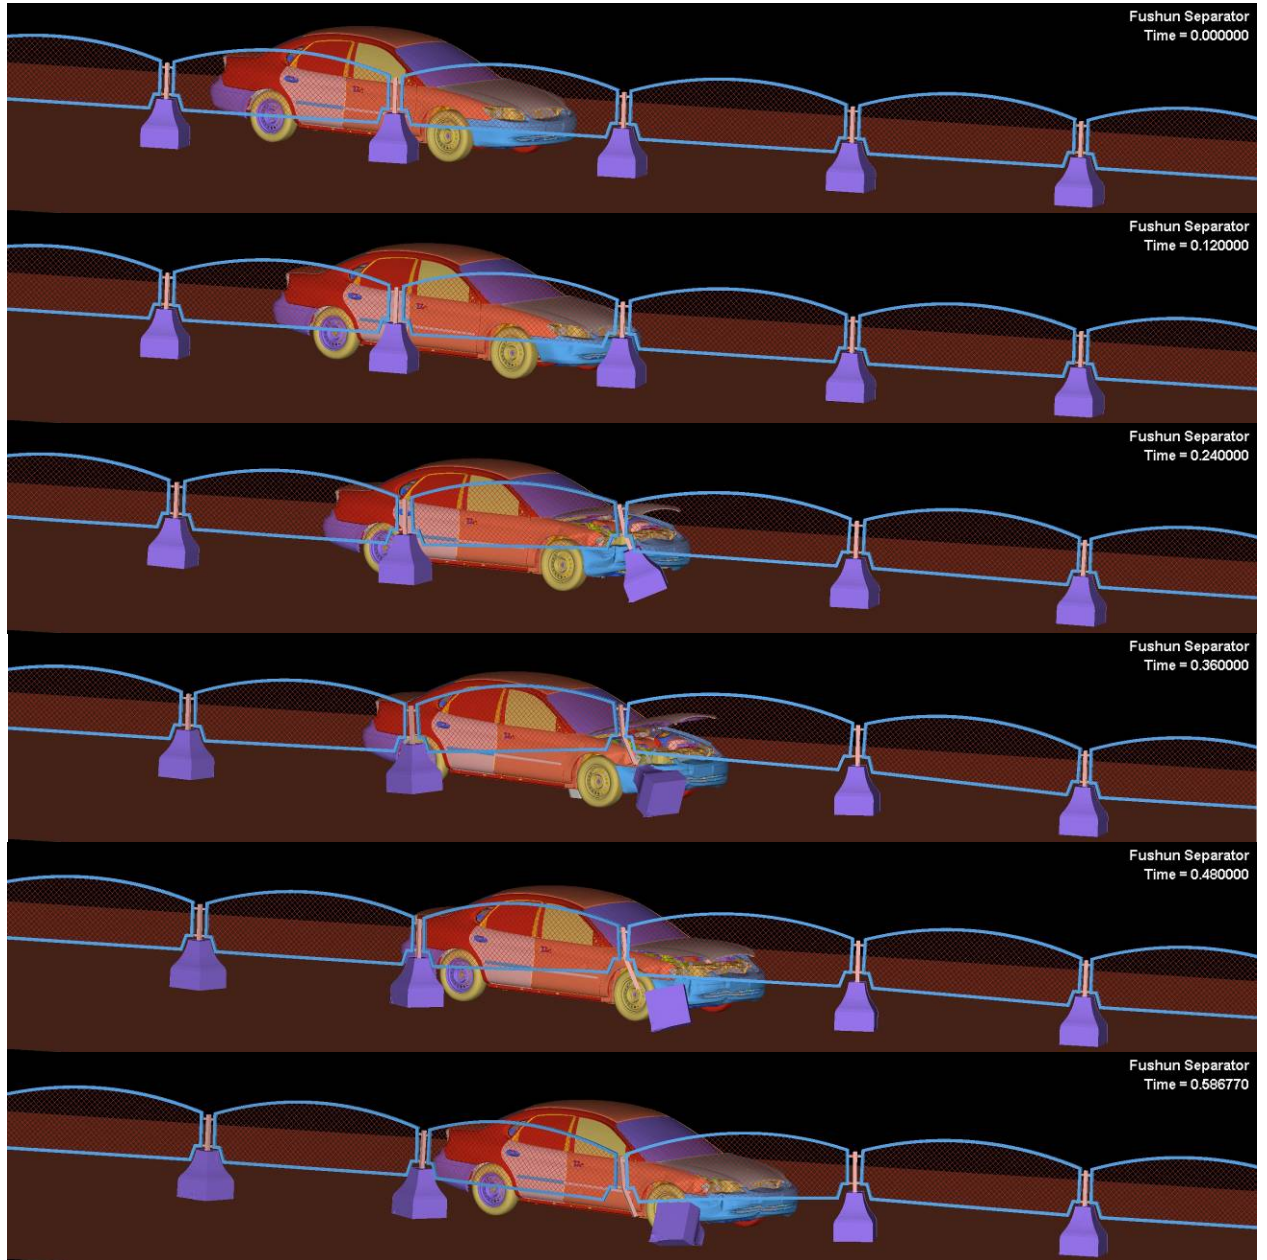 Fushun Separator
Time = 0.000000
Fushun Separator
Time = 0.120000
Fushun Separator
Time = 0.240000
Fushun Separator
Time = 0.360000
Fushun Separator
Time = 0.480000
Fushun Separator
Time = 0.586770